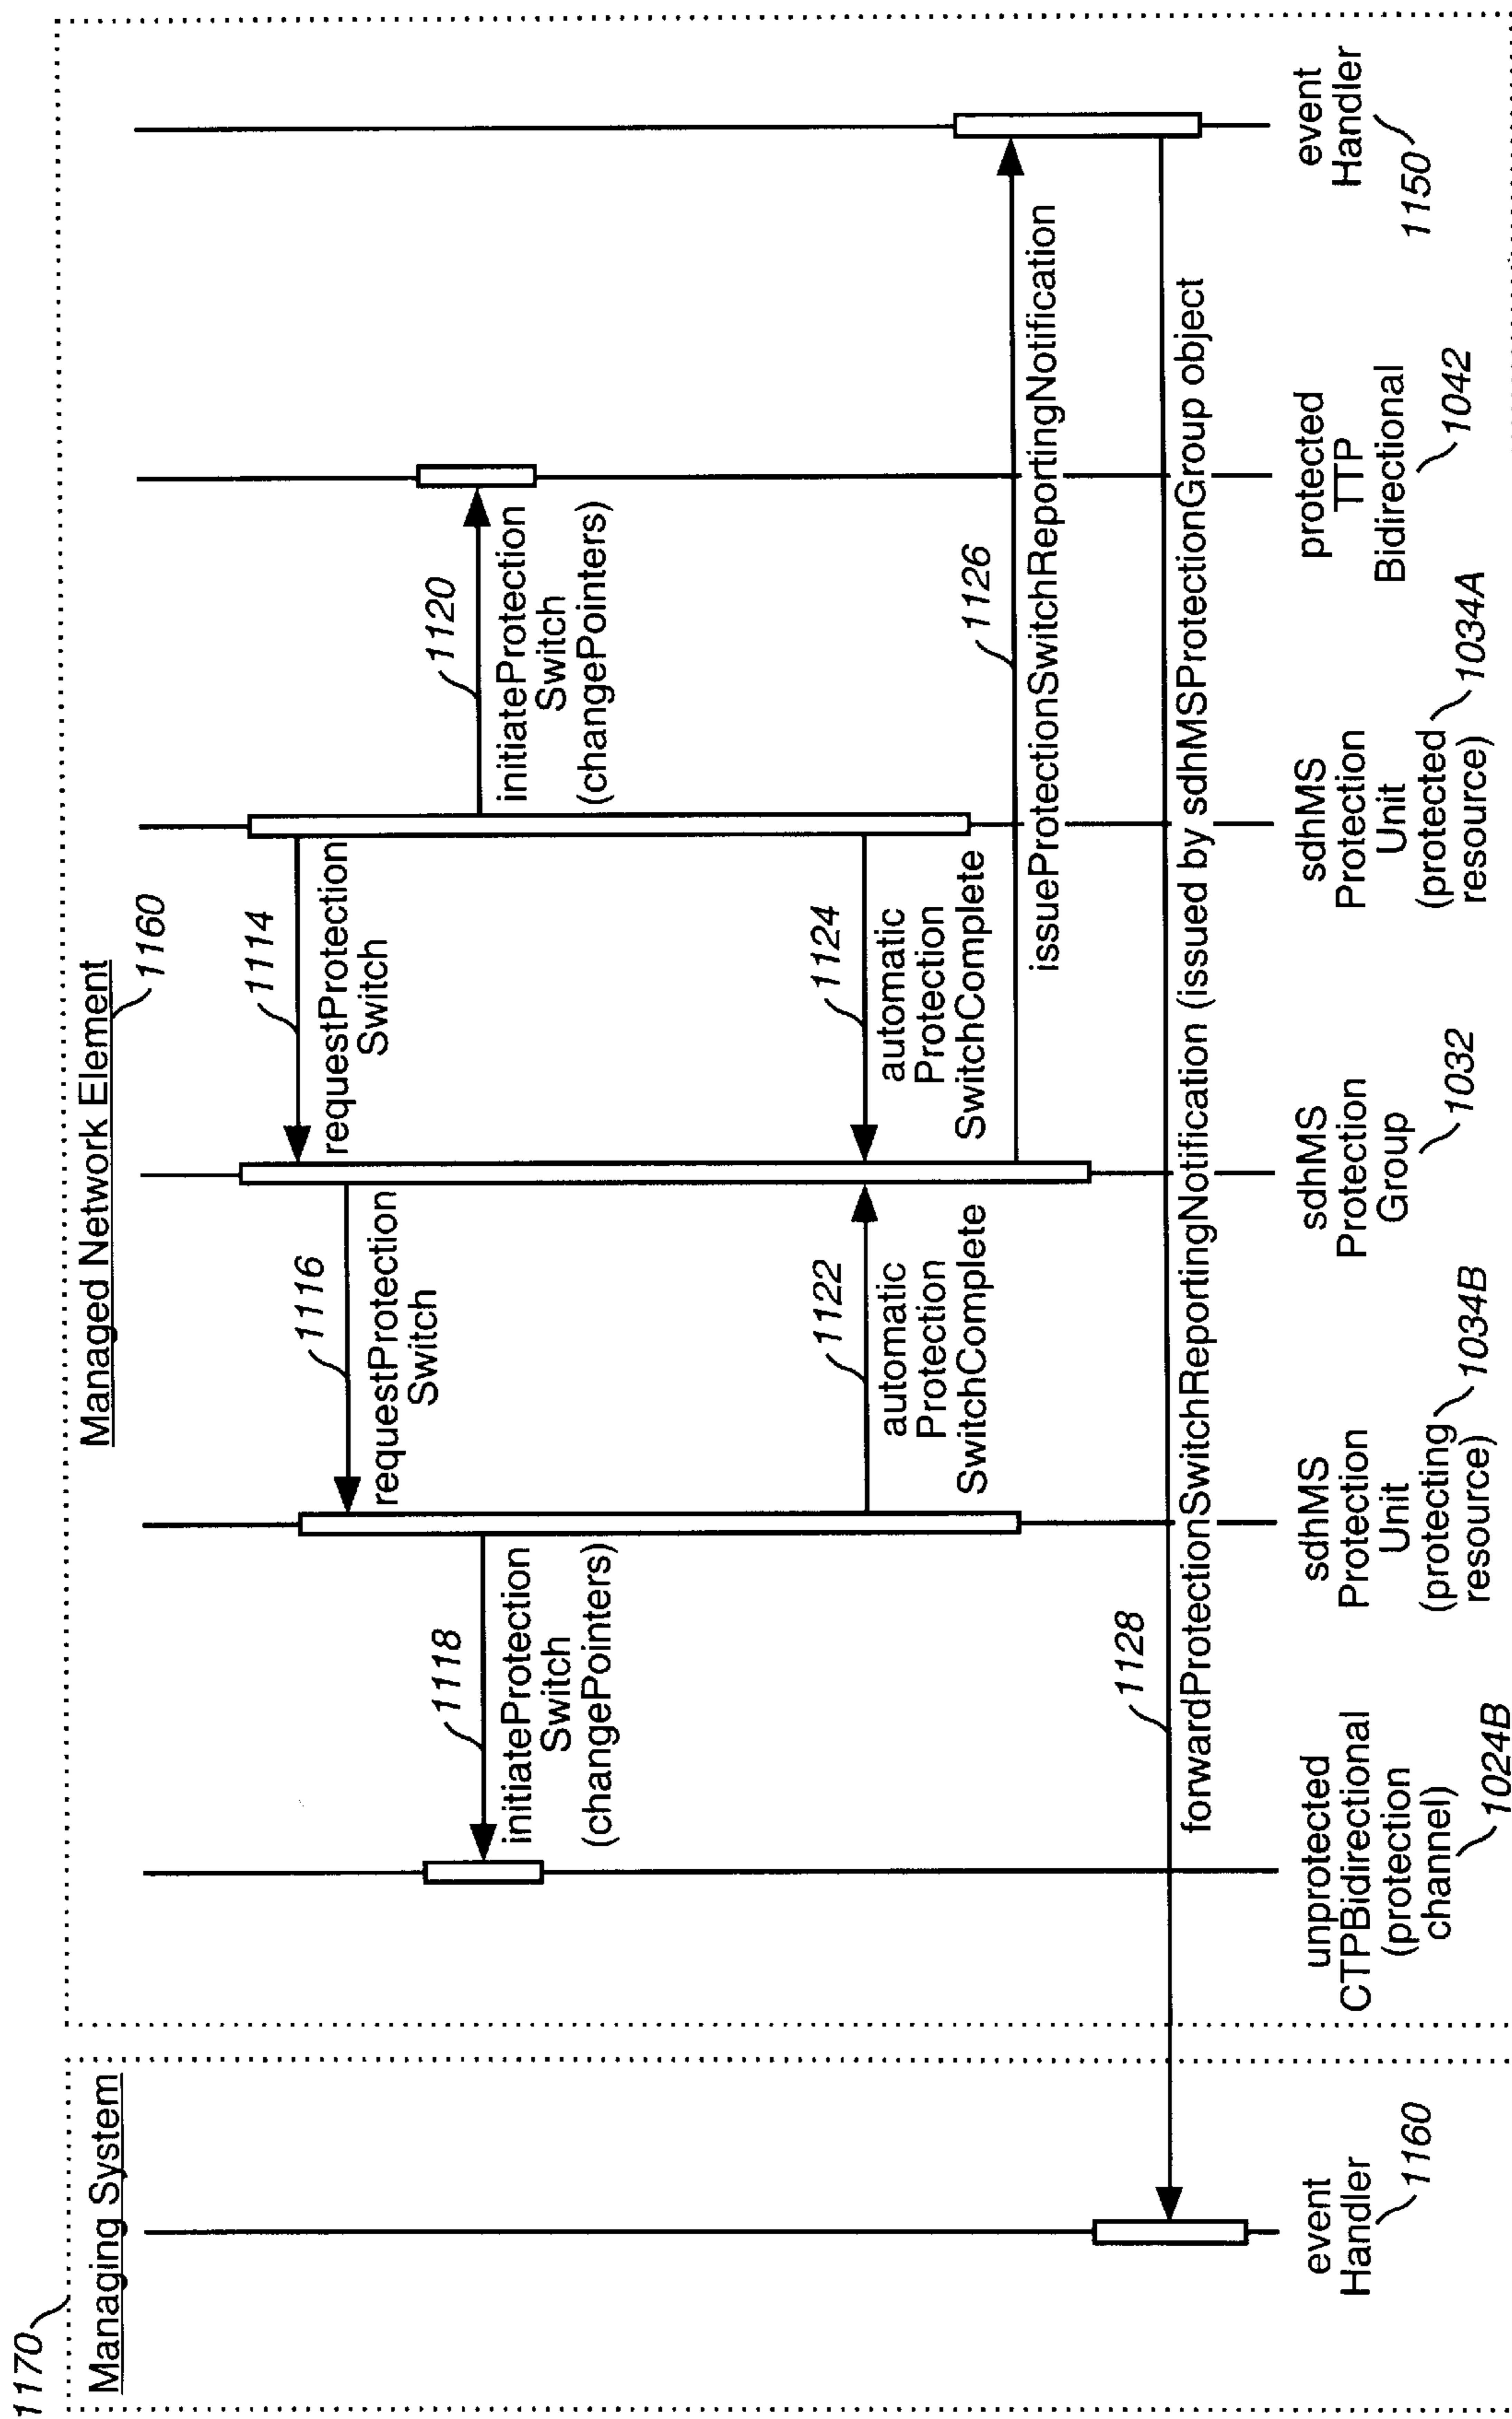 1170
Managing System
Managed Network Element
1160
1114
requestProtection
Switch
1116
requestProtection
Switch
1118
initiateProtection
Switch
(changePointers)
1120
initiateProtection
Switch
(changePointers)
1122
automatic
Protection
SwitchComplete
1124
automatic
Protection
SwitchComplete
1126
issueProtectionSwitchReportingNotification
1128
forwardProtectionSwitchReportingNotification (issued by sdhMSProtectionGroup object
event
Handler
1160
unprotected
CTPBidirectional
(protection
channel)
1024B
sdhMS
Protection
Unit
(protecting
resource)
1034B
sdhMS
Protection
Group
1032
sdhMS
Protection
Unit
(protected
resource)
1034A
protected
TTP
Bidirectional
1042
event
Handler
1150